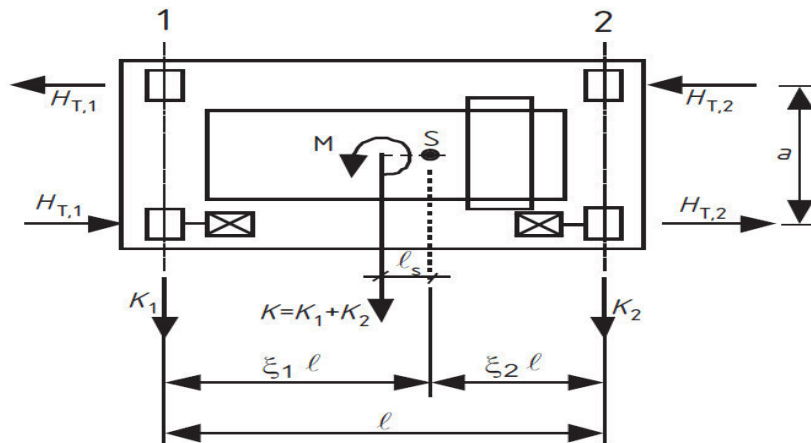 1 2
H_T,1 H_T,2
M S a
H_T,1 H_T,2
ℓ_s
K_1 K=K_1+K_2 K_2
ξ_1 ℓ ξ_2 ℓ
ℓ